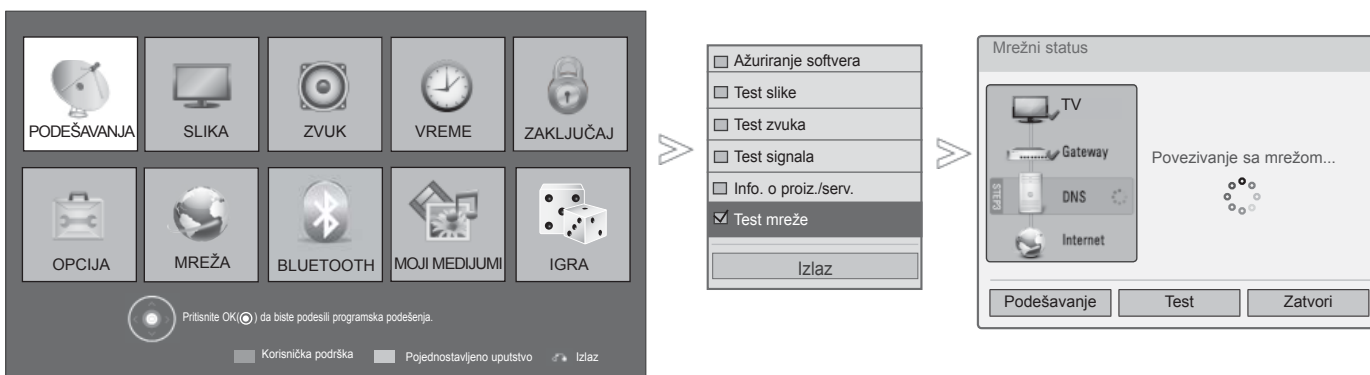 PODEŠAVANJA
SLIKA
ZVUK
VREME
ZAKLJUČAJ
OPCIJA
MREŽA
BLUETOOTH
MOJI MEDIJUMI
IGRA
Pritisnite OK(◉) da biste podesili programska podešenja.
Korisnička podrška
Pojednostavljeno uputstvo
Izlaz
Ažuriranje softvera
Test slike
Test zvuka
Test signala
Info. o proiz./serv.
Test mreže
Izlaz
Mrežni status
TV
Gateway
STEP3
DNS
Internet
Povezivanje sa mrežom...
Podešavanje
Test
Zatvori